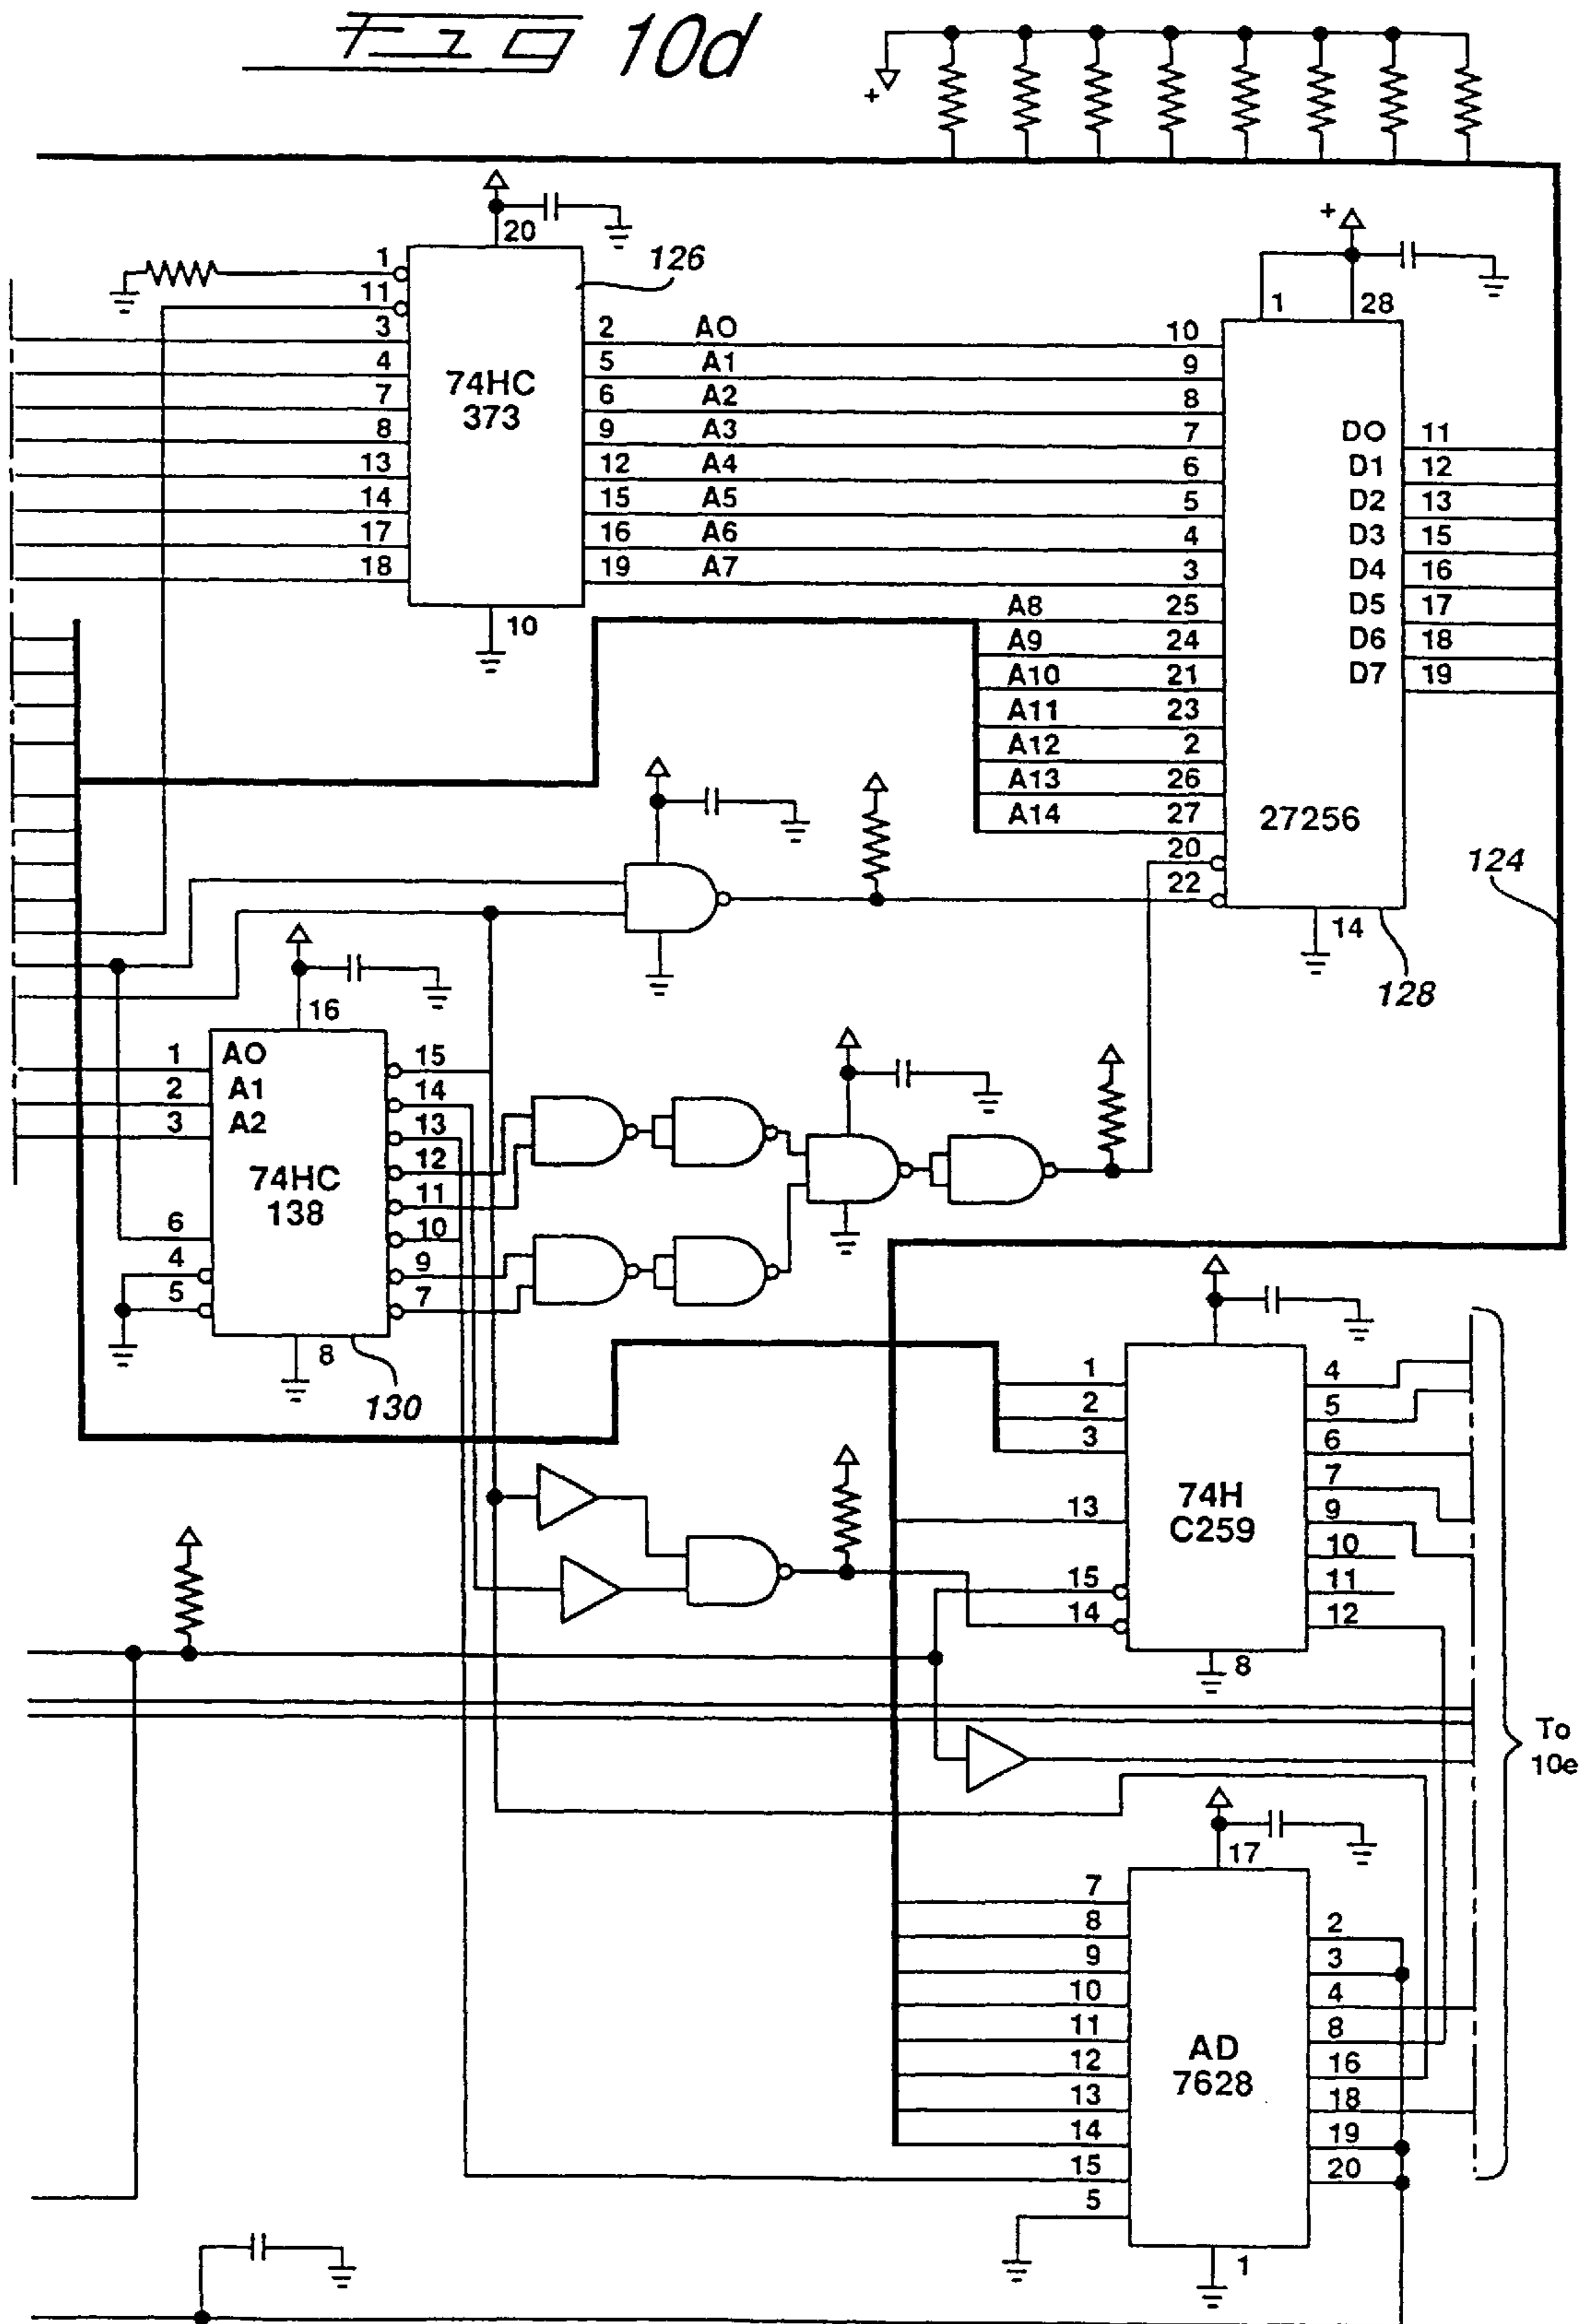 Fig 10d
+
20
126
+
1
11
3
4
7
8
13
14
17
18
74HC
373
2 A0
5 A1
6 A2
9 A3
12 A4
15 A5
16 A6
19 A7
10
1
28
10
9
8
7
6
5
4
3
A8 25
A9 24
A10 21
A11 23
A12 2
A13 26
A14 27
20
22
27256
D0 11
D1 12
D2 13
D3 15
D4 16
D5 17
D6 18
D7 19
14
128
124
16
1 A0
2 A1
3 A2
74HC
138
6
4
5
15
14
13
12
11
10
9
7
8
130
1
2
3
13
15
14
74H
C259
4
5
6
7
9
10
11
12
8
To
10e
17
7
8
9
10
11
12
13
14
15
5
AD
7628
2
3
4
8
16
18
19
20
1